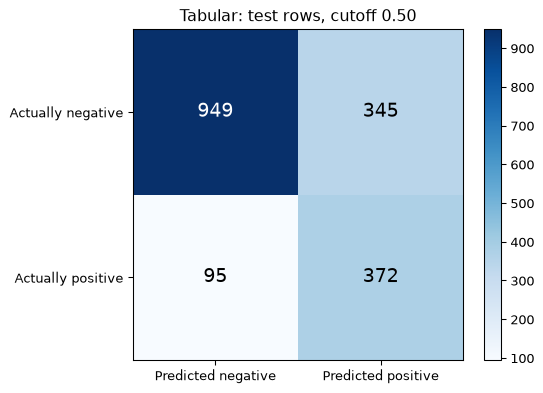 Tabular: test rows, cutoff 0.50
Actually negative
949
345
Actually positive
95
372
Predicted negative
Predicted positive
900
800
700
600
500
400
300
200
100